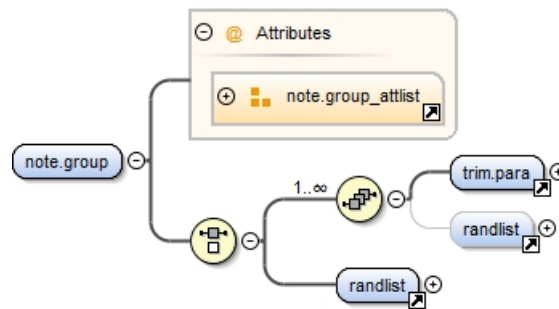 @ Attributes
note.group_attlist
note.group
1..∞
trim.para
randlist
randlist